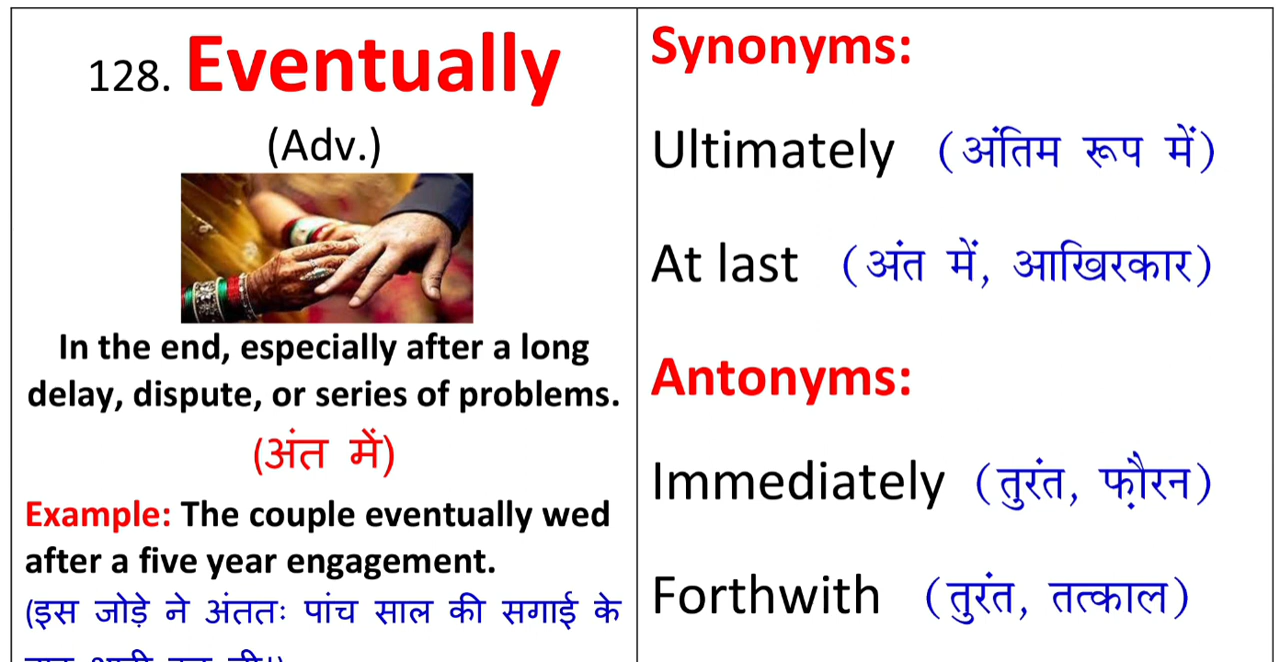 128. Eventually
(Adv.)
In the end, especially after a long
delay, dispute, or series of problems.
(अंत में)
Example: The couple eventually wed
after a five year engagement.
(इस जोड़े ने अंततः पांच साल की सगाई के
Synonyms:
Ultimately (अंतिम रूप में)
At last (अंत में, आखिरकार)
Antonyms:
Immediately (तुरंत, फ़ौरन)
Forthwith (तुरंत, तत्काल)